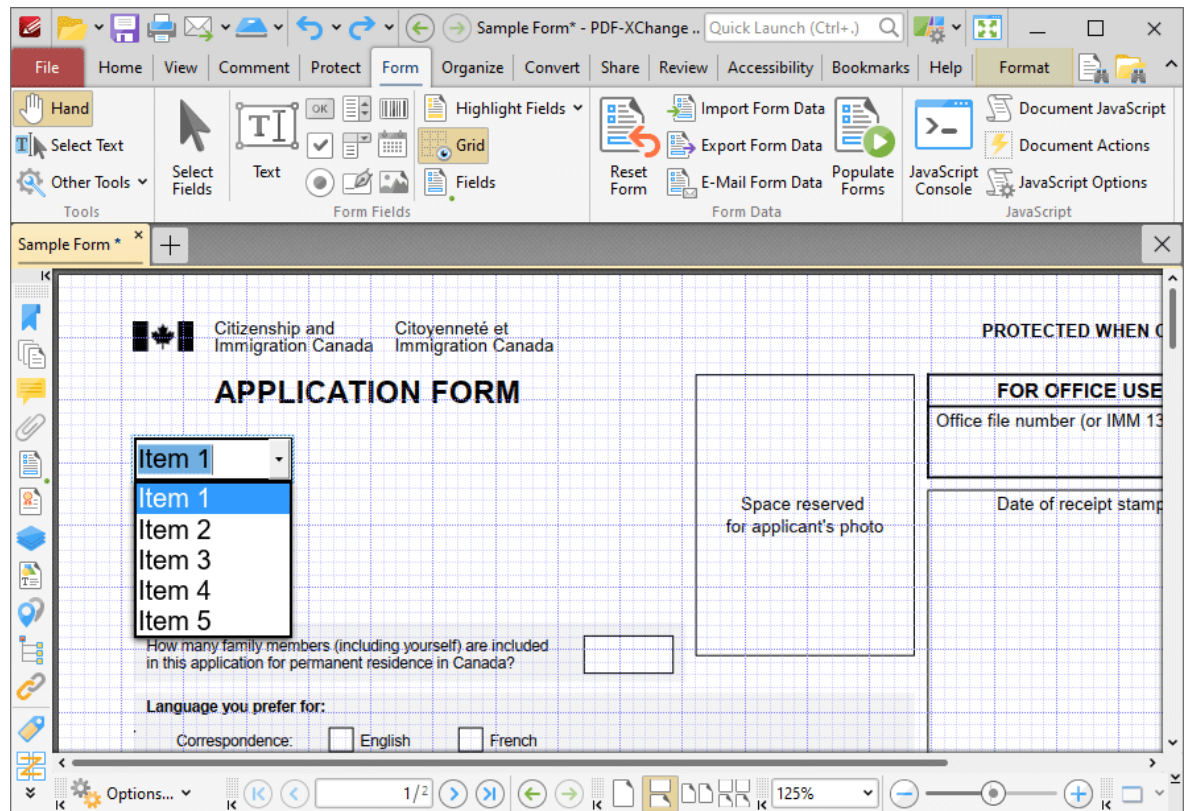 Sample Form* - PDF-XChange .. Quick Launch (Ctrl+.)
File Home View Comment Protect Form Organize Convert Share Review Accessibility Bookmarks Help Format
Hand
Select Text
Other Tools
Tools
Select Fields
Text
OK
Form Fields
Highlight Fields
Grid
Fields
Reset Form
Import Form Data
Export Form Data
E-Mail Form Data
Populate Forms
Form Data
JavaScript Console
Document JavaScript
Document Actions
JavaScript Options
JavaScript
Sample Form *
Citizenship and Immigration Canada
Citoyenneté et Immigration Canada
PROTECTED WHEN
APPLICATION FORM
FOR OFFICE USE
Office file number (or IMM 13
Item 1
Item 1
Item 2
Item 3
Item 4
Item 5
Space reserved
for applicant's photo
Date of receipt stamp
How many family members (including yourself) are included
in this application for permanent residence in Canada?
Language you prefer for:
Correspondence: English French
Options... 1/2 125%